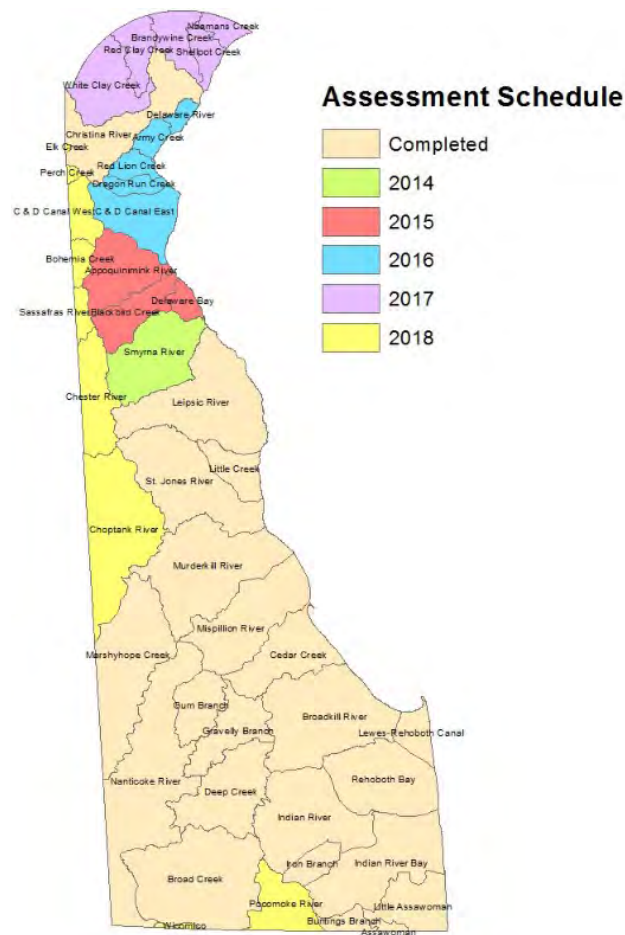 Naamans Creek
Brandywine Creek
Red Clay Creek
Shellpot Creek
White Clay Creek
Assessment Schedule
Delaware River
Completed
Christina River
Army Creek
Elk Creek
Red Lion Creek
Perch Creek
Dragon Run Creek
2014
C & D Canal West
C & D Canal East
2015
Bohemia Creek
Appoquinimink River
2016
Delaware Bay
2017
Sassafras River
Blackbird Creek
2018
Smyrna River
Chester River
Leipsic River
Little Creek
St. Jones River
Choptank River
Murderkill River
Mispillion River
Marshyhope Creek
Cedar Creek
Gum Branch
Broadkill River
Gravelly Branch
Lewes-Rehoboth Canal
Nanticoke River
Rehoboth Bay
Deep Creek
Indian River
Iron Branch
Indian River Bay
Broad Creek
Pocomoke River
Little Assawoman
Buntings Branch
Wicomico
Assawoman